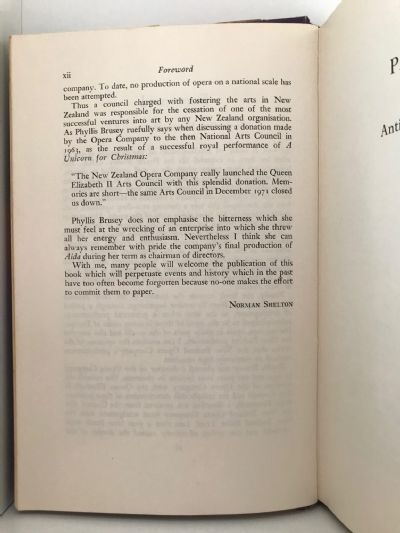 xii Foreword
company. To date, no production of opera on a national scale has
been attempted.
Thus a council charged with fostering the arts in New
Zealand was responsible for the cessation of one of the most
successful ventures into art by any New Zealand organisation.
As Phyllis Brusey ruefully says when discussing a donation made
by the Opera Company to the then National Arts Council in
1963, as the result of a successful royal performance of A
Unicorn for Christmas:
“The New Zealand Opera Company really launched the Queen
Elizabeth II Arts Council with this splendid donation. Mem-
ories are short—the same Arts Council in December 1971 closed
us down.”
Phyllis Brusey does not emphasise the bitterness which she
must feel at the wrecking of an enterprise into which she threw
all her energy and enthusiasm. Nevertheless I think she can
always remember with pride the company's final production of
Aida during her term as chairman of directors.
With me, many people will welcome the publication of this
book which will perpetuate events and history which in the past
have too often become forgotten because no-one makes the effort
to commit them to paper.
NORMAN SHELTON